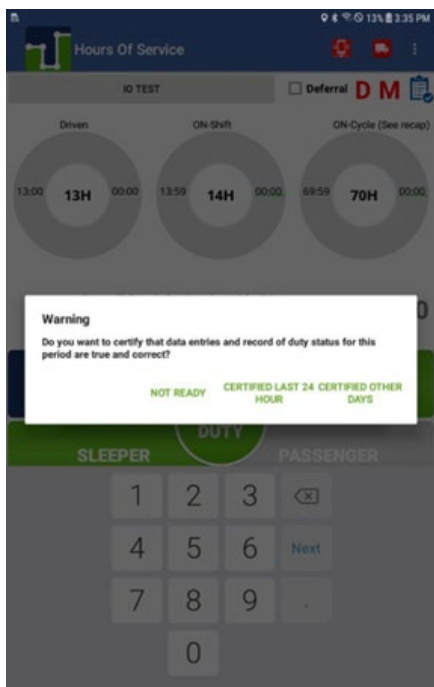 13% 3:35 PM
Hours Of Service
IO TEST
Deferral D M
Driven ON-Shift ON-Cycle (See recap)
13:00 13H 00:00 13:59 14H 00:00 69:59 70H 00:00
0
Warning
Do you want to certify that data entries and record of duty status for this
period are true and correct?
NOT READY
CERTIFIED LAST 24
HOUR
CERTIFIED OTHER
DAYS
DUTY
SLEEPER PASSENGER
1 2 3
4 5 6 Next
7 8 9 .
0